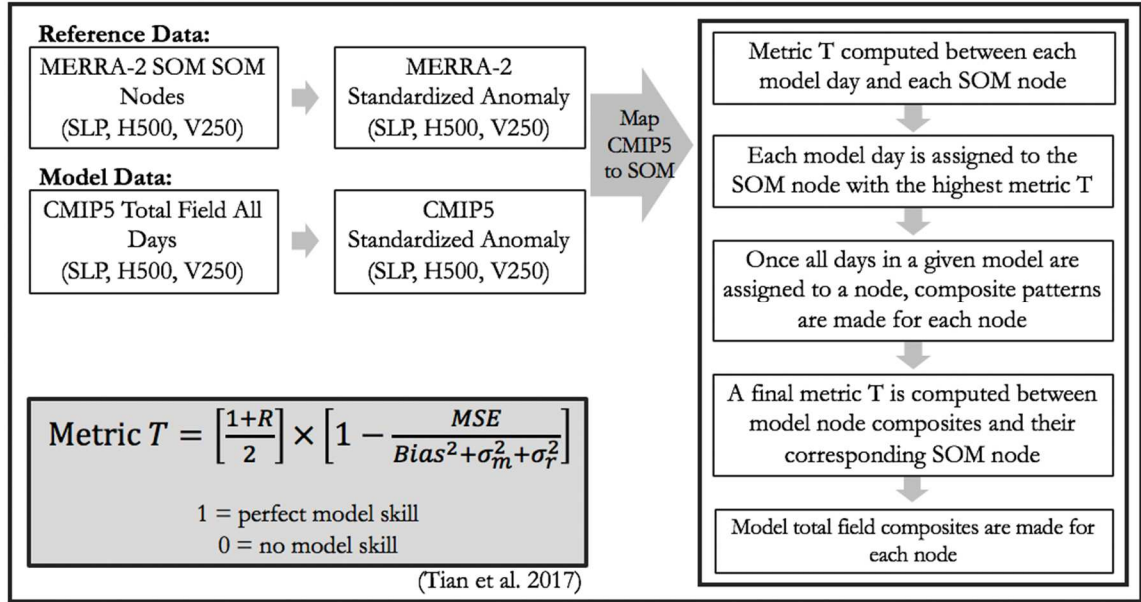 Reference Data:
MERRA-2 SOM SOM
Nodes
(SLP, H500, V250)
MERRA-2
Standardized Anomaly
(SLP, H500, V250)
Model Data:
CMIP5 Total Field All
Days
(SLP, H500, V250)
CMIP5
Standardized Anomaly
(SLP, H500, V250)
Map
CMIP5
to SOM
Metric T computed between each
model day and each SOM node
Each model day is assigned to the
SOM node with the highest metric T
Once all days in a given model are
assigned to a node, composite patterns
are made for each node
A final metric T is computed between
model node composites and their
corresponding SOM node
Model total field composites are made for
each node
Metric T = [(1+R)/2] × [1 − MSE/(Bias² + σ_m² + σ_r²)]
1 = perfect model skill
0 = no model skill
(Tian et al. 2017)